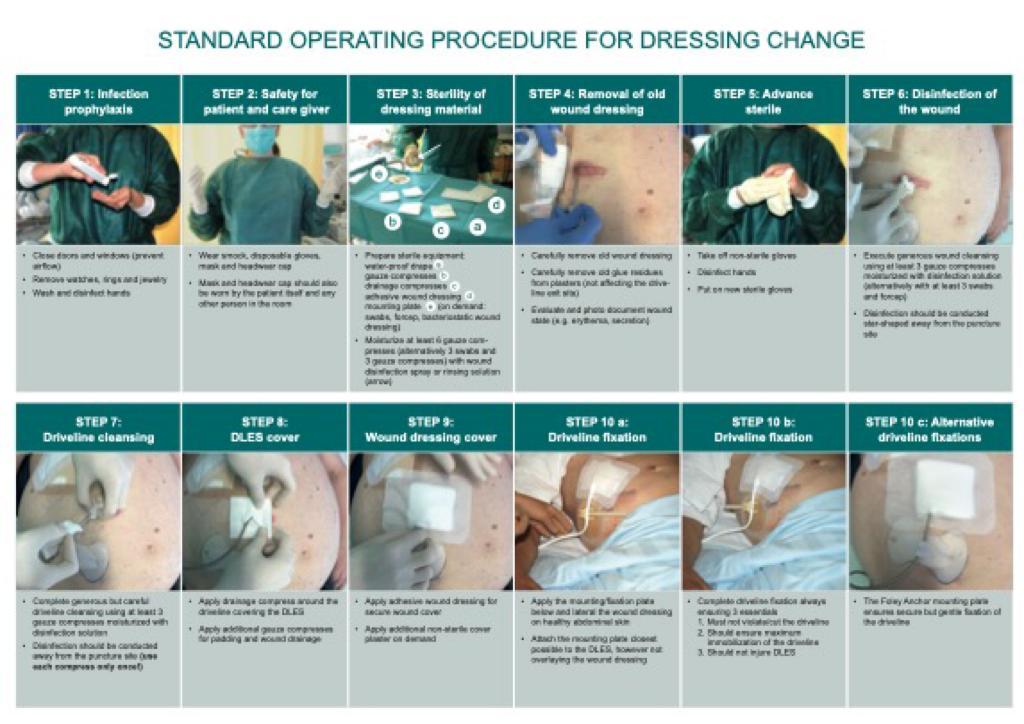 STANDARD OPERATING PROCEDURE FOR DRESSING CHANGE
STEP 1: Infection
prophylaxis
• Close doors and windows (prevent
airflow)
• Remove watches, rings and jewelry
• Wash and disinfect hands
STEP 2: Safety for
patient and care giver
• Wear smock, disposable gloves,
mask and headwear cap
• Mask and headwear cap should also
be worn by the patient itself and any
other person in the room
STEP 3: Sterility of
dressing material
e
b
c
a
d
• Prepare sterile equipment:
water-proof drape a
gauze compresses b
drainage compresses c
adhesive wound dressing d
mounting plate e (on demand:
swabs, forcep, bacteriostatic wound
dressing)
• Moisturize at least 6 gauze com-
presses (alternatively 3 swabs and
3 gauze compresses) with wound
disinfection spray or rinsing solution
(arrow)
STEP 4: Removal of old
wound dressing
• Carefully remove old wound dressing
• Carefully remove old glue residues
from plasters (not affecting the drive-
line exit site)
• Evaluate and photo document wound
state (e.g. erythema, secretion)
STEP 5: Advance
sterile
• Take off non-sterile gloves
• Disinfect hands
• Put on new sterile gloves
STEP 6: Disinfection of
the wound
• Execute generous wound cleansing
using at least 3 gauze compresses
moisturized with disinfection solution
(alternatively with at least 3 swabs
and forcep)
• Disinfection should be conducted
star-shaped away from the puncture
site
STEP 7:
Driveline cleansing
• Complete generous but careful
driveline cleansing using at least 3
gauze compresses moisturized with
disinfection solution
• Disinfection should be conducted
away from the puncture site (use
each compress only once!)
STEP 8:
DLES cover
• Apply drainage compress around the
driveline covering the DLES
• Apply additional gauze compresses
for padding and wound drainage
STEP 9:
Wound dressing cover
• Apply adhesive wound dressing for
secure wound cover
• Apply additional non-sterile cover
plaster on demand
STEP 10 a:
Driveline fixation
• Apply the mounting/fixation plate
below and lateral the wound dressing
on healthy abdominal skin
• Attach the mounting plate closest
possible to the DLES, however not
overlaying the wound dressing
STEP 10 b:
Driveline fixation
• Complete driveline fixation always
ensuring 3 essentials
1. Must not violate/cut the driveline
2. Should ensure maximum
immobilization of the driveline
3. Should not injure DLES
STEP 10 c: Alternative
driveline fixations
• The Foley Anchor mounting plate
ensures secure but gentle fixation of
the driveline